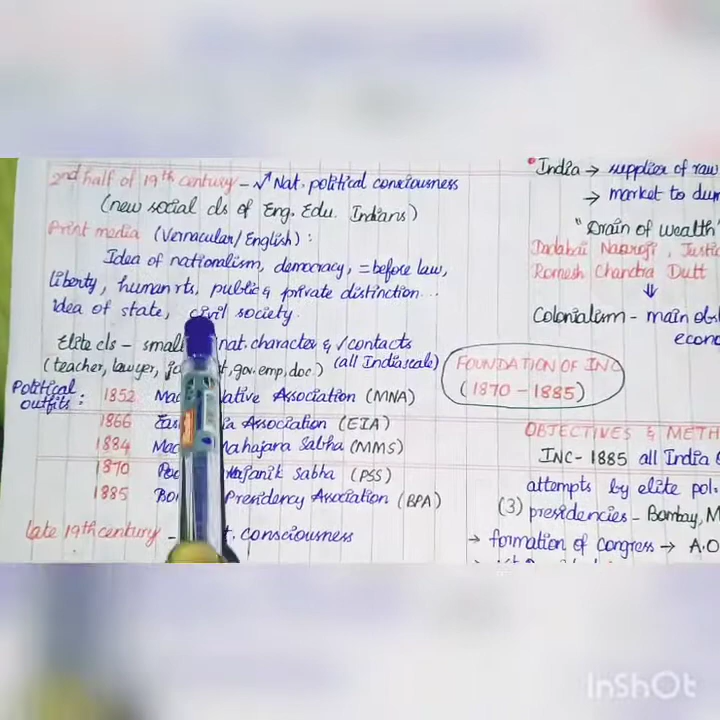 2nd half of 19th century - ✓ Nat. political consciousness
(new social cls of Eng. Edu. Indians)
Print media (Vernacular/English):
Idea of nationalism, democracy, = before law,
liberty, human rts, public & private distinction...
idea of state, civil society.
Elite cls - small nat. character & ✓ contacts
(teacher, lawyer, gov. emp, doc.) (all India scale)
Political outfits: 1852 Native Association (MNA)
1866 Association (EIA)
1884 Mahajara Sabha (MMS)
1870 Sabha (PSS)
1885 Presidency Association (BPA)
late 19th century - consciousness
• India → supplier of raw
→ market to
"Drain of wealth"
Dadabai Naoroji,
Romesh Chandra Dutt
↓
Colonialism - main
FOUNDATION OF INC
(1870 - 1885)
OBJECTIVES &
INC - 1885 all India
attempts by elite pol.
(3) presidencies - Bombay,
→ formation of congress → A.O
InShOt